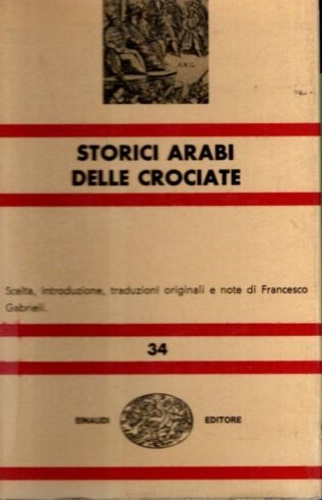 STORICI ARABI
DELLE CROCIATE
Scelta, introduzione, traduzioni originali e note di Francesco
Gabrieli.
34
EINAUDI EDITORE